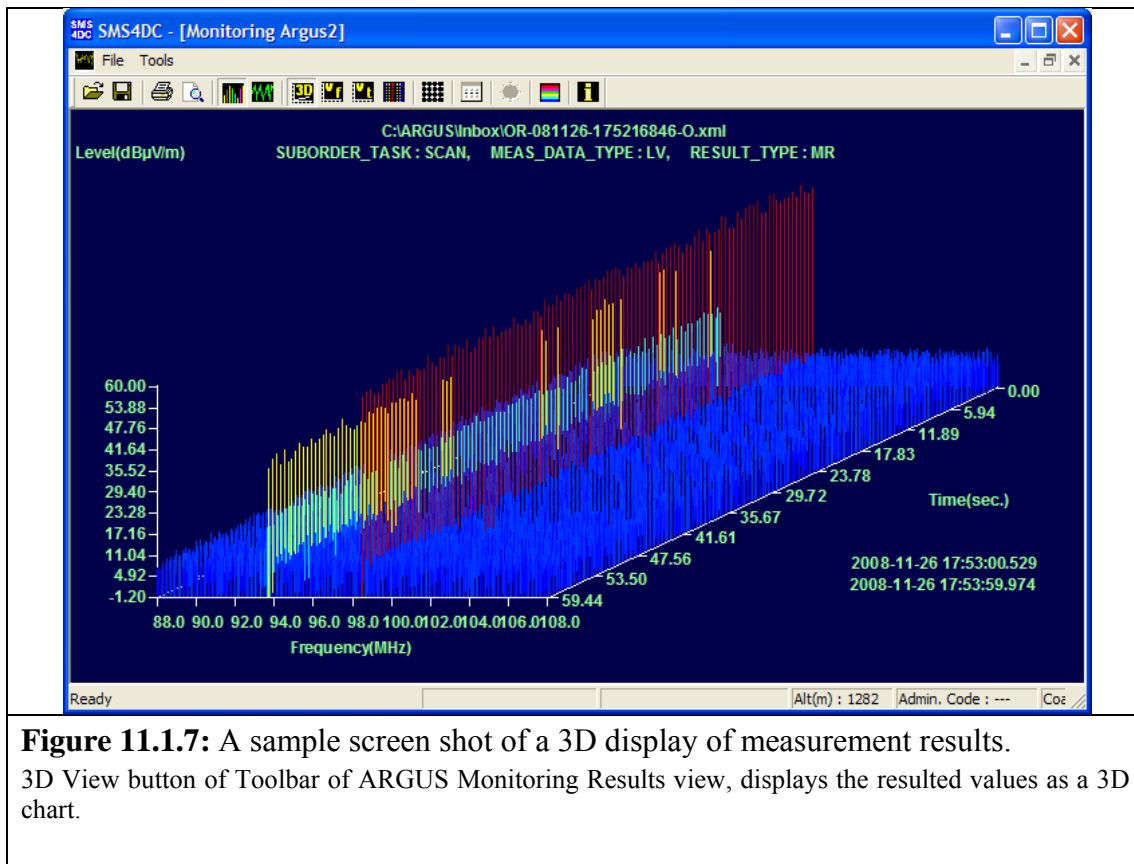 SMS4DC - [Monitoring Argus2]
File Tools
C:\ARGUS\Inbox\OR-081126-175216846-O.xml
Level(dBµV/m) SUBORDER_TASK : SCAN, MEAS_DATA_TYPE : LV, RESULT_TYPE : MR
60.00
53.88
47.76
41.64
35.52
29.40
23.28
17.16
11.04
4.92
-1.20
0.00
5.94
11.89
17.83
23.78
29.72
35.67
41.61
47.56
53.50
59.44
Time(sec.)
2008-11-26 17:53:00.529
2008-11-26 17:53:59.974
88.0 90.0 92.0 94.0 96.0 98.0 100.0 102.0 104.0 106.0 108.0
Frequency(MHz)
Ready Alt(m) : 1282 Admin. Code : --- Coa
Figure 11.1.7: A sample screen shot of a 3D display of measurement results.
3D View button of Toolbar of ARGUS Monitoring Results view, displays the resulted values as a 3D
chart.